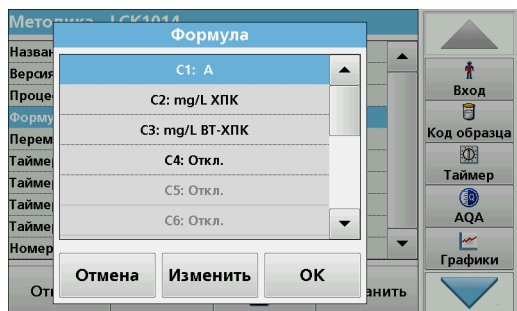 Методика LCK1014
Формула
Назван
Версия
Проце
Форму
Перем
Таймер
Таймер
Таймер
Таймер
Номер
C1: A
C2: mg/L ХПК
C3: mg/L ВТ-ХПК
C4: Откл.
C5: Откл.
C6: Откл.
Отмена
Изменить
OK
От
анить
Вход
Код образца
Таймер
AQA
Графики